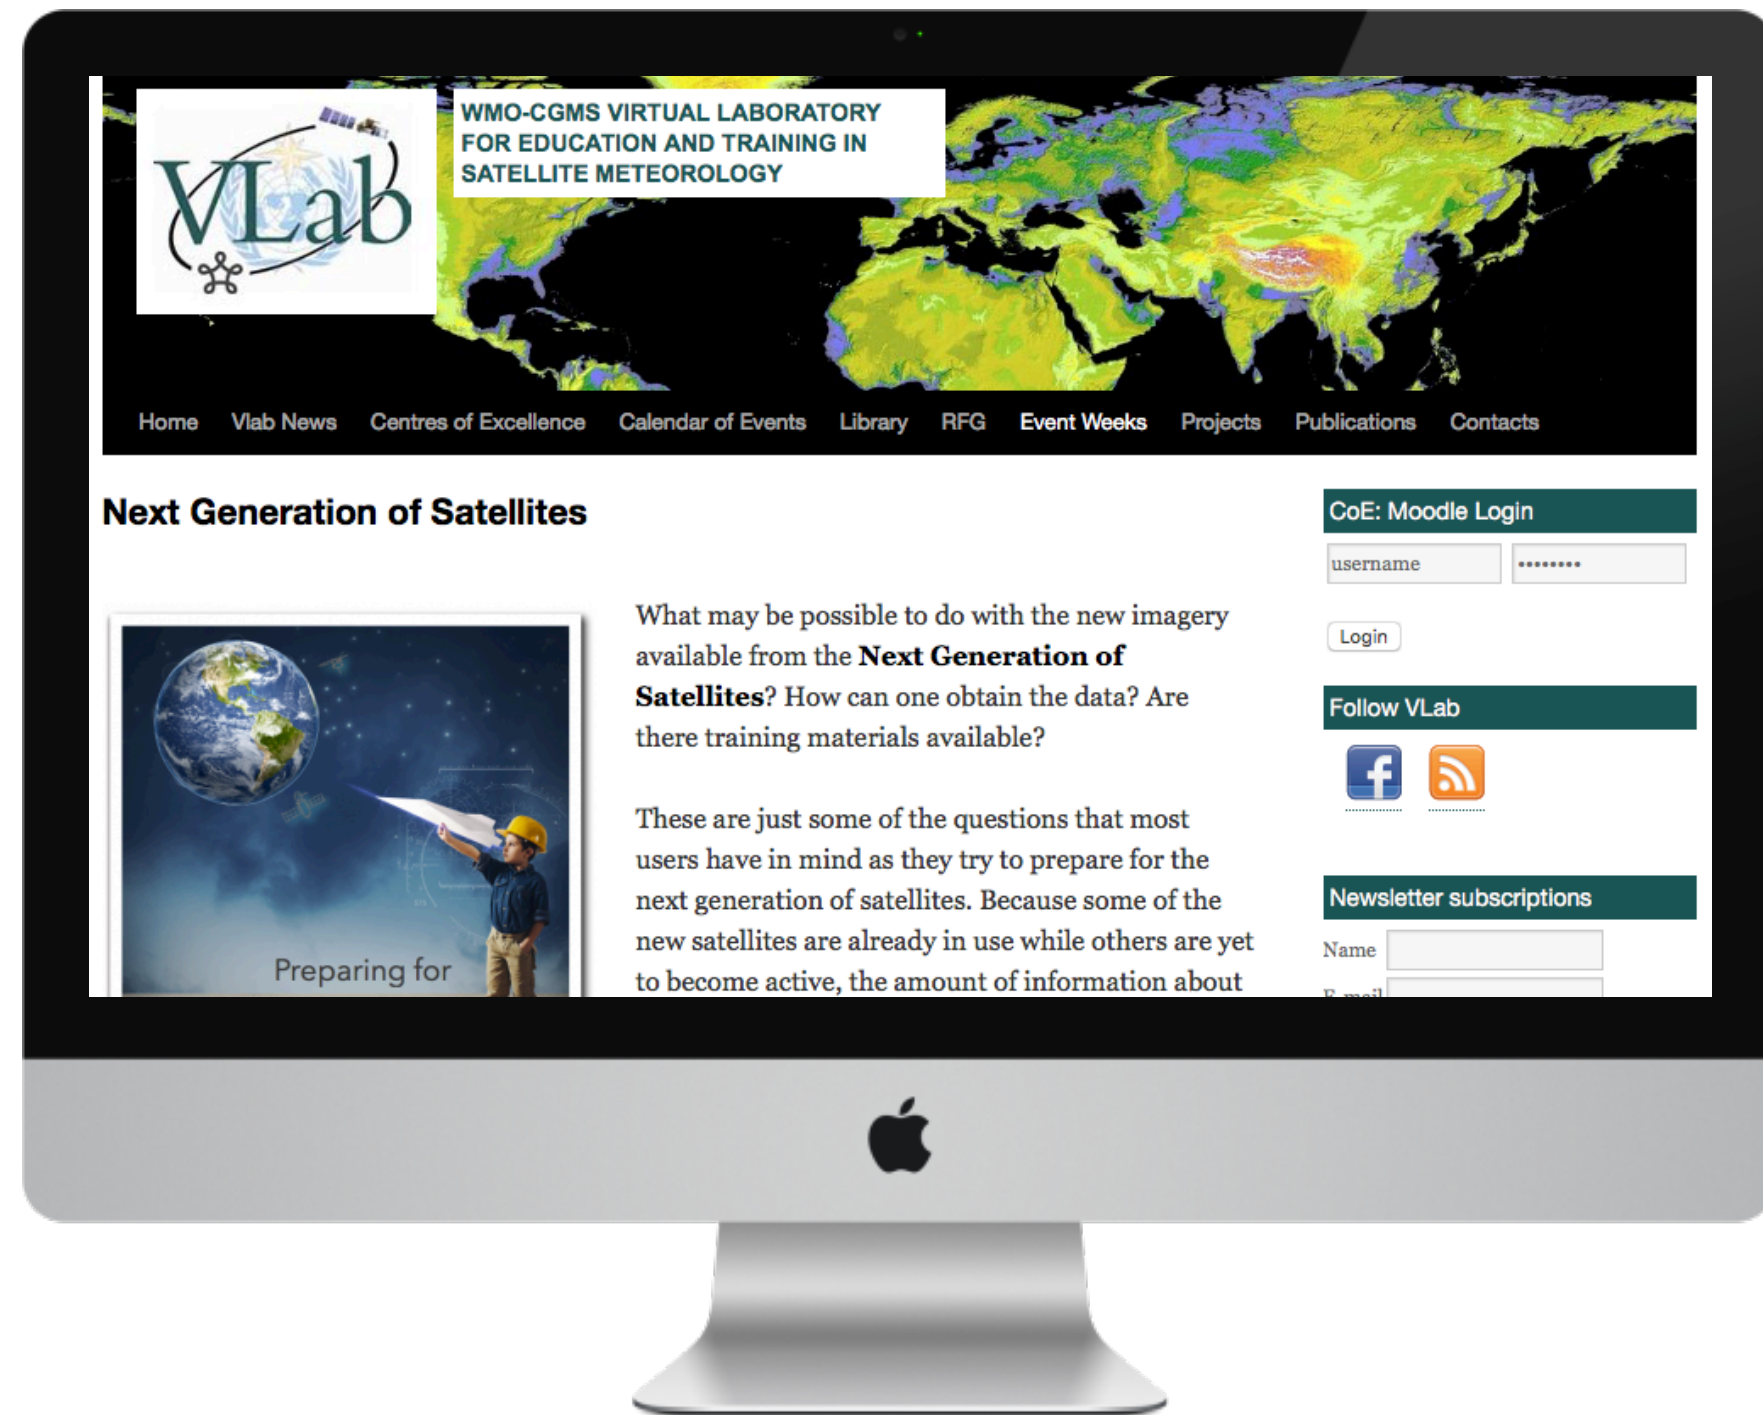 VLab
WMO-CGMS VIRTUAL LABORATORY
FOR EDUCATION AND TRAINING IN
SATELLITE METEOROLOGY
Home Vlab News Centres of Excellence Calendar of Events Library RFG Event Weeks Projects Publications Contacts
Next Generation of Satellites
Preparing for
What may be possible to do with the new imagery
available from the Next Generation of
Satellites? How can one obtain the data? Are
there training materials available?
These are just some of the questions that most
users have in mind as they try to prepare for the
next generation of satellites. Because some of the
new satellites are already in use while others are yet
to become active, the amount of information about
CoE: Moodle Login
username ••••••••
Login
Follow VLab
Newsletter subscriptions
Name
E-mail